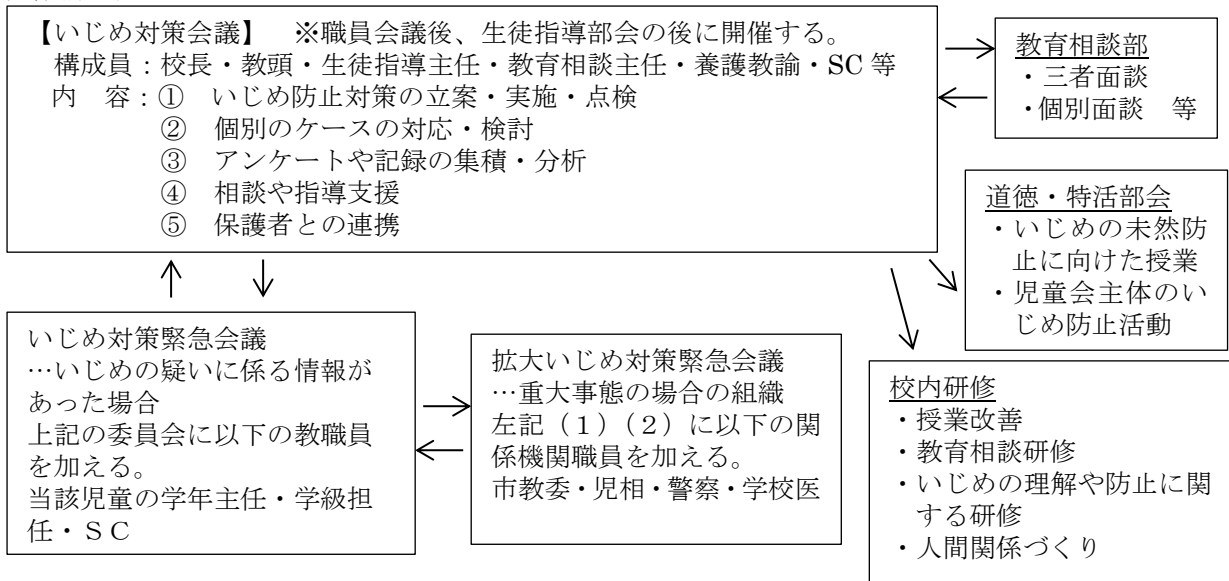 【いじめ対策会議】　※職員会議後、生徒指導部会の後に開催する。
構成員：校長・教頭・生徒指導主任・教育相談主任・養護教諭・SC 等
内　容：①　いじめ防止対策の立案・実施・点検
②　個別のケースの対応・検討
③　アンケートや記録の集積・分析
④　相談や指導支援
⑤　保護者との連携
教育相談部
・三者面談
・個別面談　等
道徳・特活部会
・いじめの未然防
止に向けた授業
・児童会主体のい
じめ防止活動
いじめ対策緊急会議
…いじめの疑いに係る情報が
あった場合
上記の委員会に以下の教職員
を加える。
当該児童の学年主任・学級担
任・ＳＣ
拡大いじめ対策緊急会議
…重大事態の場合の組織
左記（１）（２）に以下の関
係機関職員を加える。
市教委・児相・警察・学校医
校内研修
・授業改善
・教育相談研修
・いじめの理解や防止に関
する研修
・人間関係づくり